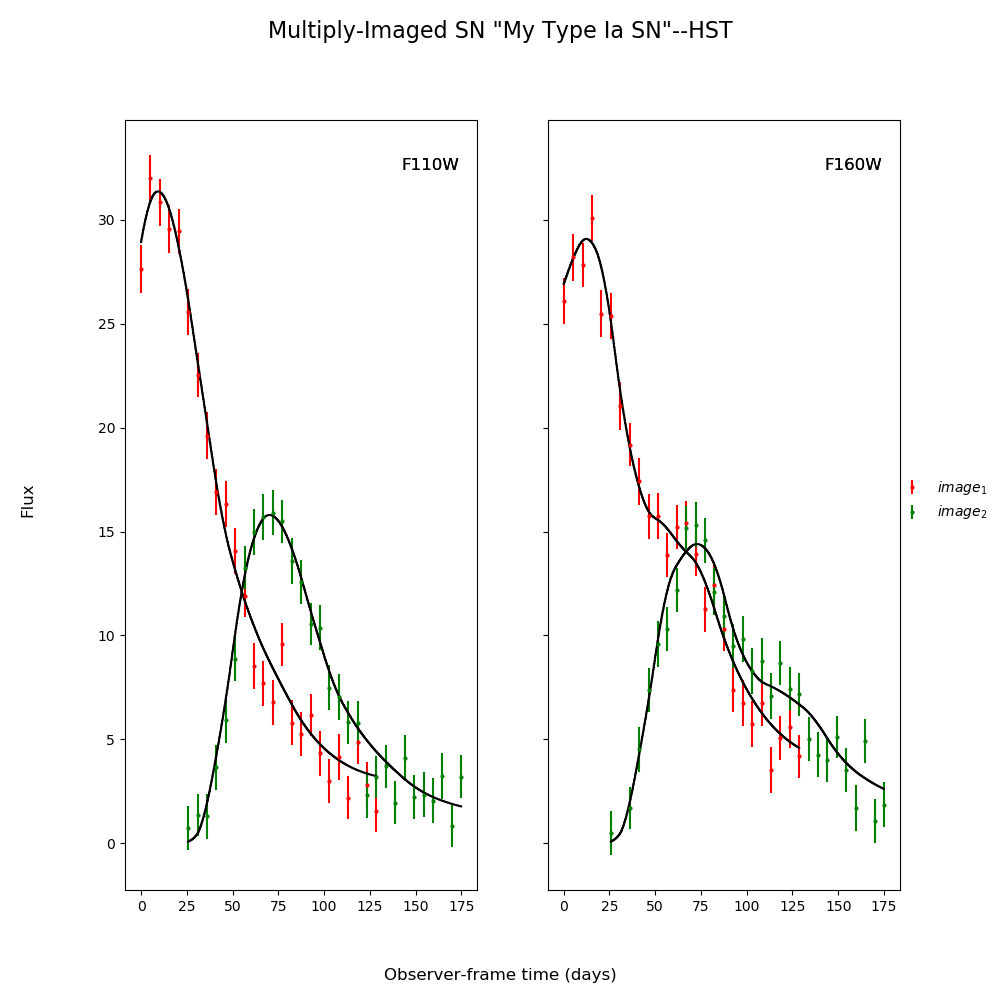 Multiply-Imaged SN "My Type Ia SN"--HST
F110W
F160W
30
25
20
15
10
5
0
Flux
image1
image2
0 25 50 75 100 125 150 175
0 25 50 75 100 125 150 175
Observer-frame time (days)